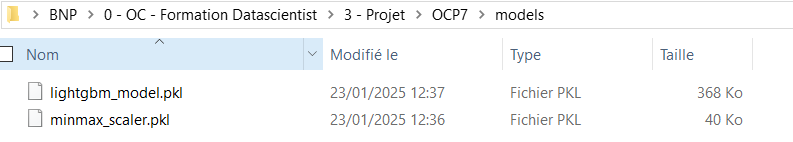 BNP > 0 - OC - Formation Datascientist > 3 - Projet > OCP7 > models
Nom Modifié le Type Taille
lightgbm_model.pkl 23/01/2025 12:37 Fichier PKL 368 Ko
minmax_scaler.pkl 23/01/2025 12:36 Fichier PKL 40 Ko